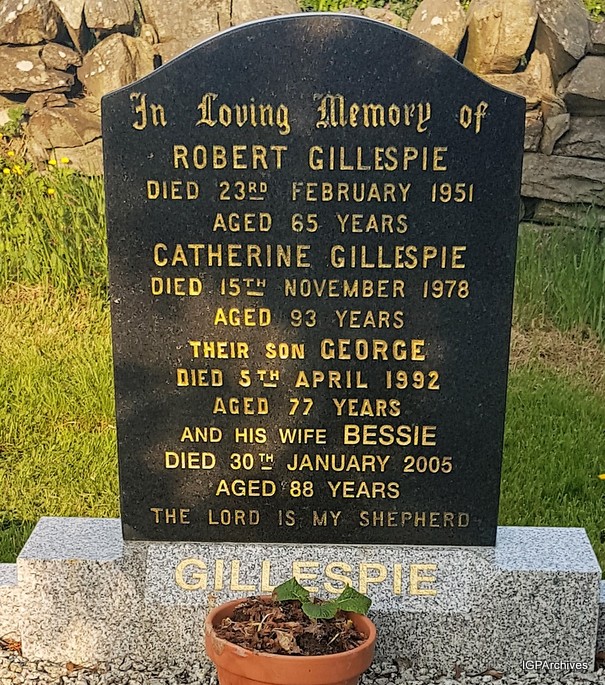 In Loving Memory of
ROBERT GILLESPIE
DIED 23RD FEBRUARY 1951
AGED 65 YEARS
CATHERINE GILLESPIE
DIED 15TH NOVEMBER 1978
AGED 93 YEARS
THEIR SON GEORGE
DIED 5TH APRIL 1992
AGED 77 YEARS
AND HIS WIFE BESSIE
DIED 30TH JANUARY 2005
AGED 88 YEARS
THE LORD IS MY SHEPHERD
GILLESPIE
IGPArchives